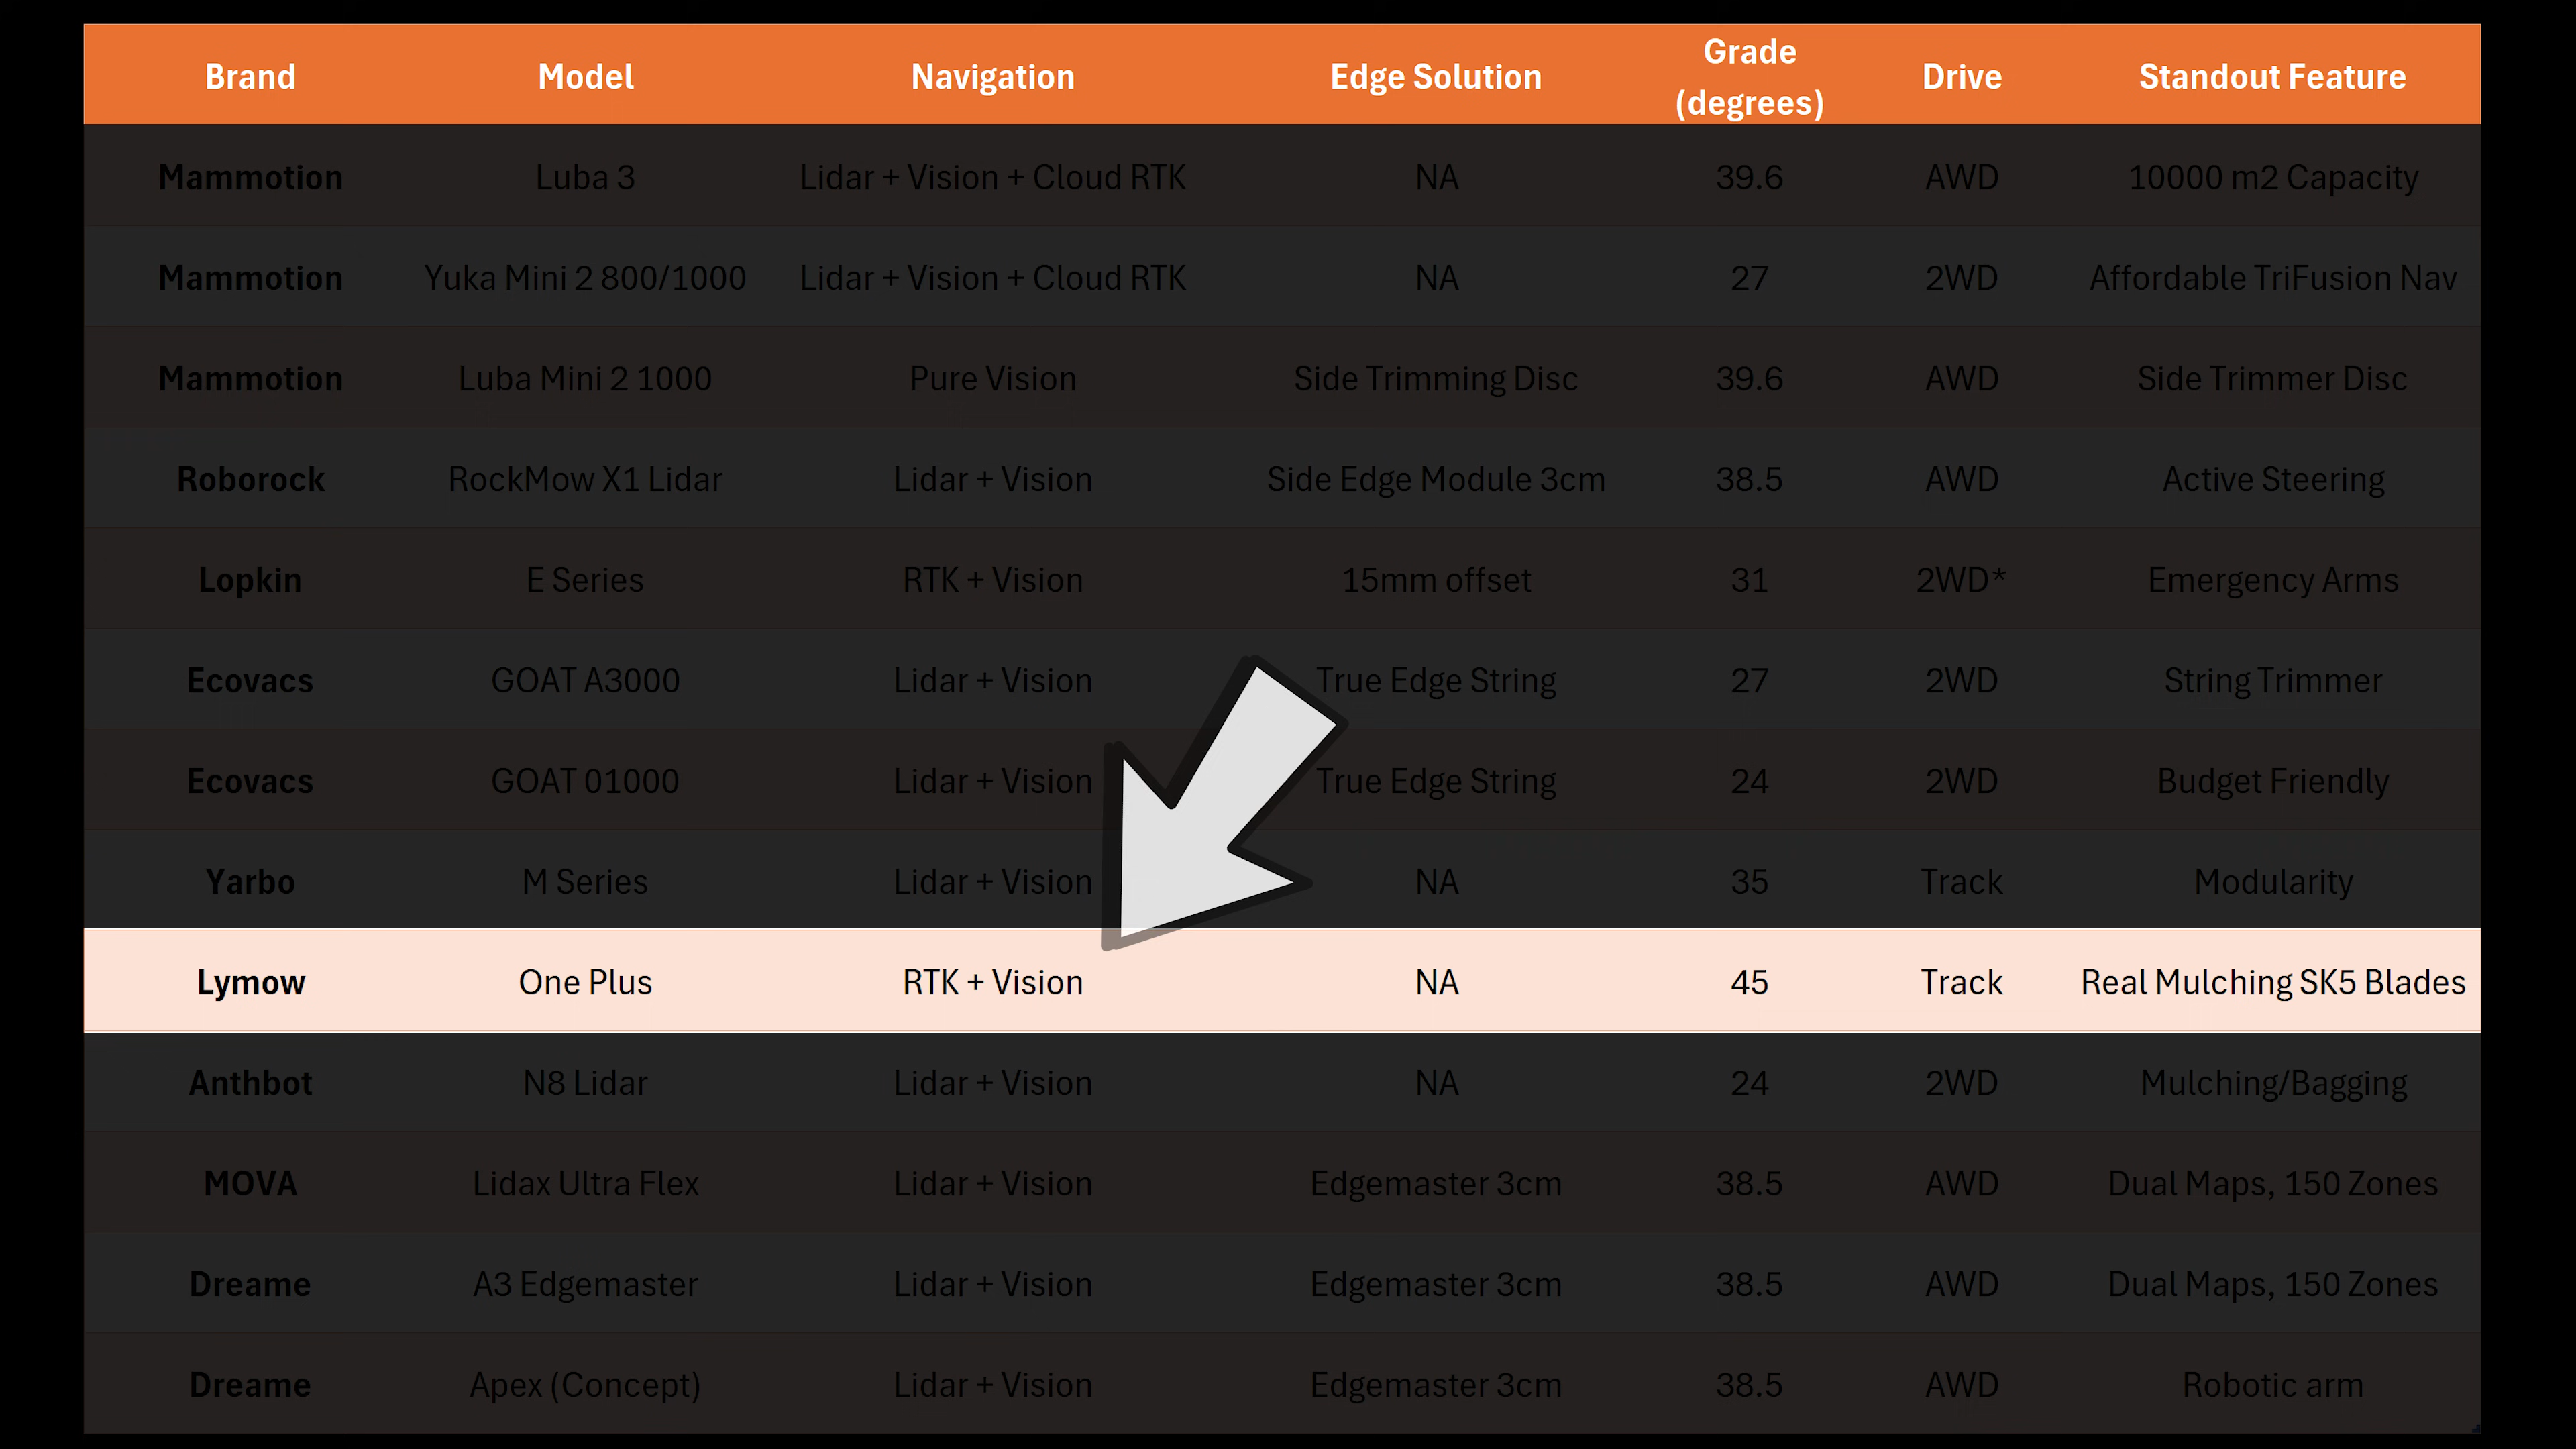 Brand Model Navigation Edge Solution Grade (degrees) Drive Standout Feature
Mammotion Luba 3 Lidar + Vision + Cloud RTK NA 39.6 AWD 10000 m2 Capacity
Mammotion Yuka Mini 2 800/1000 Lidar + Vision + Cloud RTK NA 27 2WD Affordable TriFusion Nav
Mammotion Luba Mini 2 1000 Pure Vision Side Trimming Disc 39.6 AWD Side Trimmer Disc
Roborock RockMow X1 Lidar Lidar + Vision Side Edge Module 3cm 38.5 AWD Active Steering
Lopkin E Series RTK + Vision 15mm offset 31 2WD* Emergency Arms
Ecovacs GOAT A3000 Lidar + Vision True Edge String 27 2WD String Trimmer
Ecovacs GOAT 01000 Lidar + Vision True Edge String 24 2WD Budget Friendly
Yarbo M Series Lidar + Vision NA 35 Track Modularity
Lymow One Plus RTK + Vision NA 45 Track Real Mulching SK5 Blades
Anthbot N8 Lidar Lidar + Vision NA 24 2WD Mulching/Bagging
MOVA Lidax Ultra Flex Lidar + Vision Edgemaster 3cm 38.5 AWD Dual Maps, 150 Zones
Dreame A3 Edgemaster Lidar + Vision Edgemaster 3cm 38.5 AWD Dual Maps, 150 Zones
Dreame Apex (Concept) Lidar + Vision Edgemaster 3cm 38.5 AWD Robotic arm